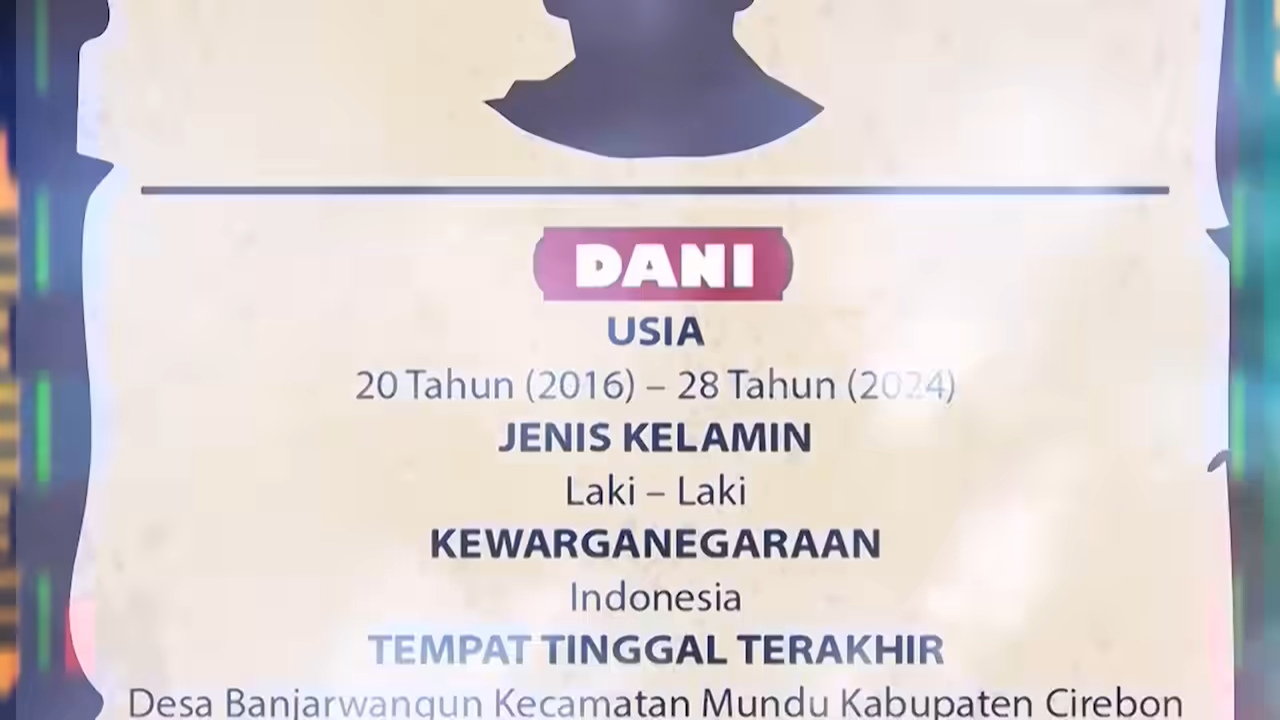 DANI
USIA
20 Tahun (2016) – 28 Tahun (2024)
JENIS KELAMIN
Laki – Laki
KEWARGANEGARAAN
Indonesia
TEMPAT TINGGAL TERAKHIR
Desa Banjarwangun Kecamatan Mundu Kabupaten Cirebon